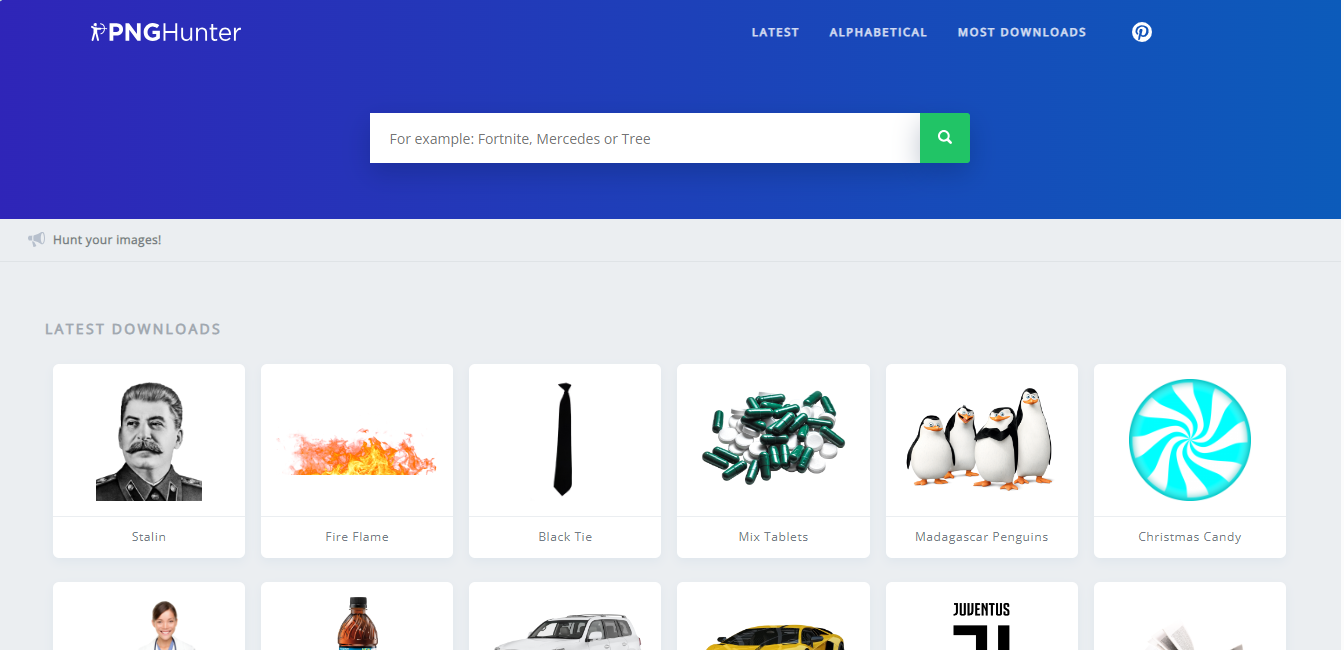 PNGHunter
LATEST ALPHABETICAL MOST DOWNLOADS
For example: Fortnite, Mercedes or Tree
Hunt your images!
LATEST DOWNLOADS
Stalin Fire Flame Black Tie Mix Tablets Madagascar Penguins Christmas Candy
JUVENTUS